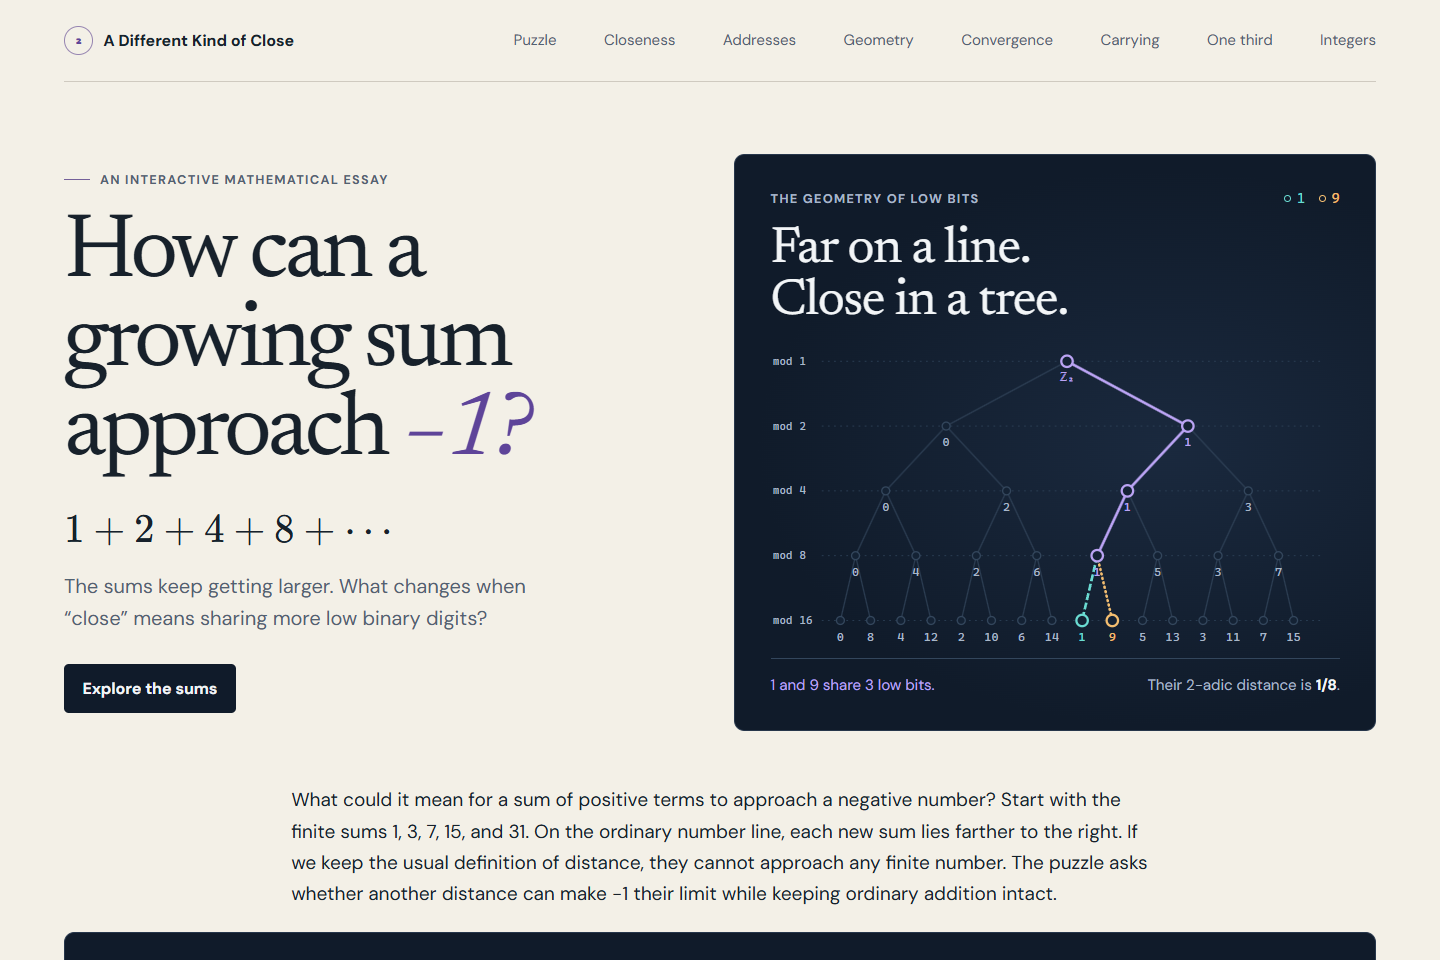 2 A Different Kind of Close
Puzzle Closeness Addresses Geometry Convergence Carrying One third Integers
AN INTERACTIVE MATHEMATICAL ESSAY
How can a
growing sum
approach −1?
1 + 2 + 4 + 8 + ⋯
The sums keep getting larger. What changes when
“close” means sharing more low binary digits?
Explore the sums
THE GEOMETRY OF LOW BITS
1 9
Far on a line.
Close in a tree.
mod 1
Z₂
mod 2
0 1
mod 4
0 2 1 3
mod 8
0 4 2 6 1 5 3 7
mod 16
0 8 4 12 2 10 6 14 1 9 5 13 3 11 7 15
1 and 9 share 3 low bits.
Their 2-adic distance is 1/8.
What could it mean for a sum of positive terms to approach a negative number? Start with the
finite sums 1, 3, 7, 15, and 31. On the ordinary number line, each new sum lies farther to the right. If
we keep the usual definition of distance, they cannot approach any finite number. The puzzle asks
whether another distance can make −1 their limit while keeping ordinary addition intact.